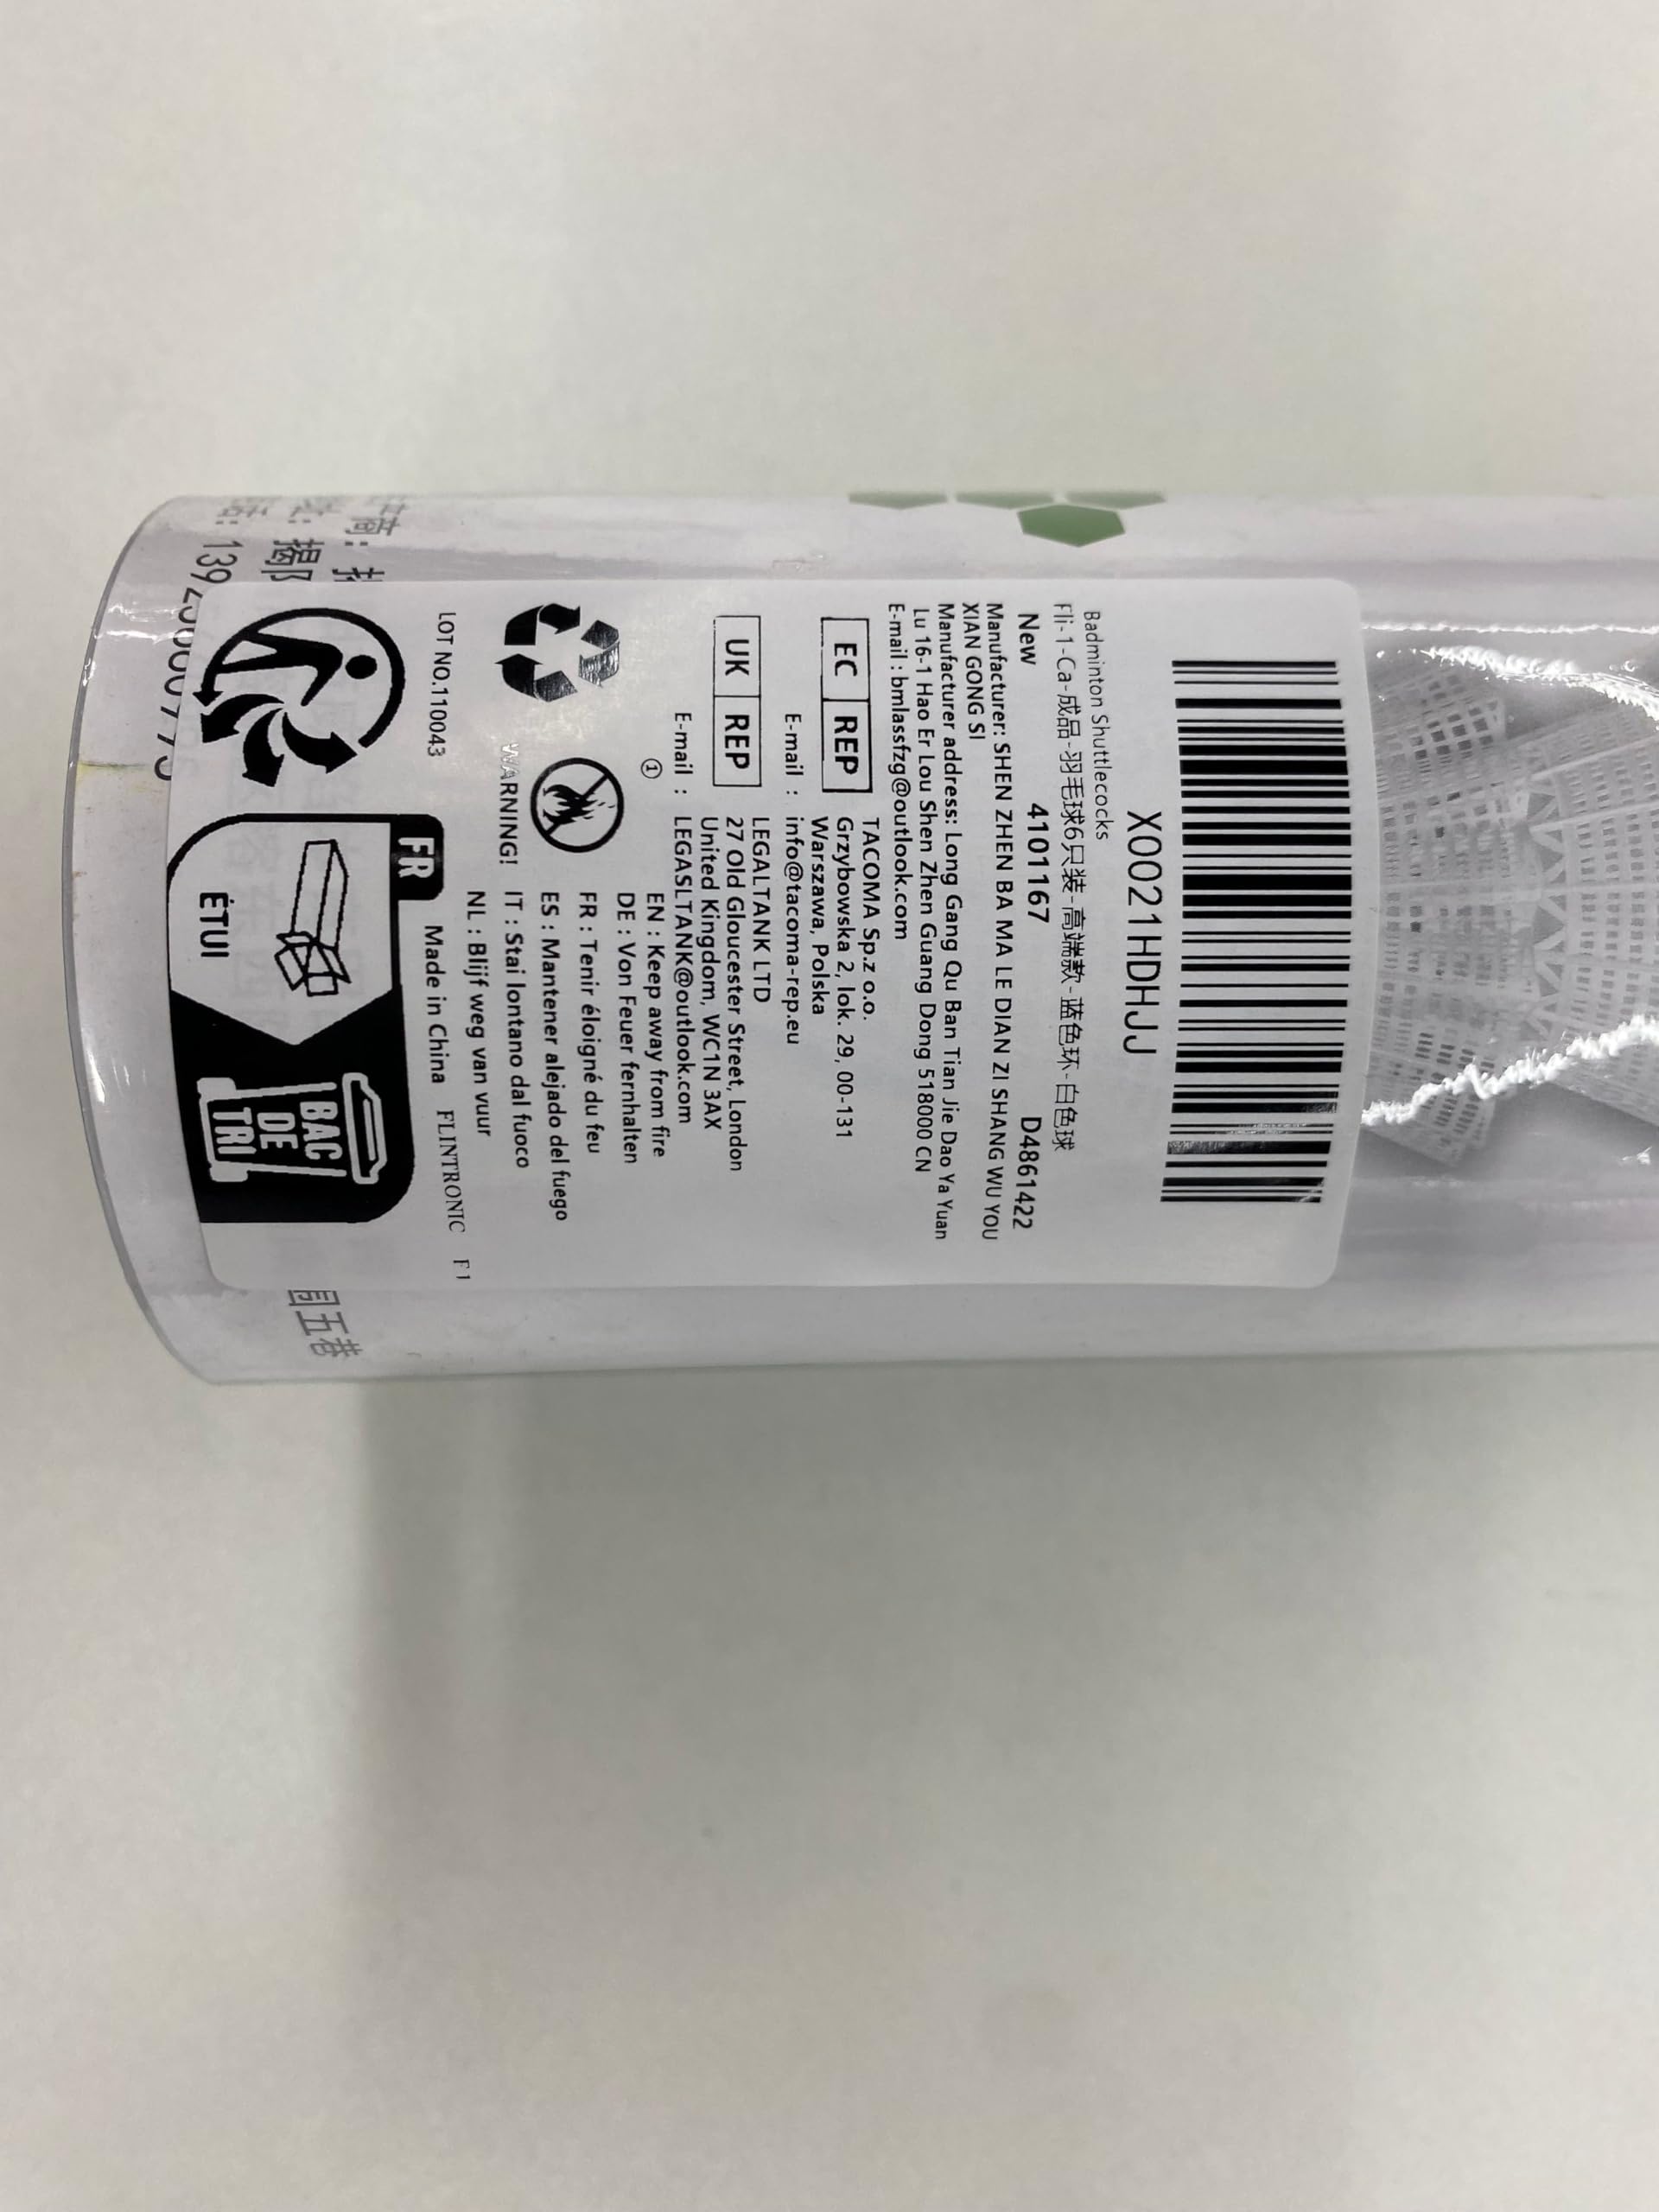 X0021HDHJJ
Badminton Shuttlecocks
Fli-1-Ca-成品-羽毛球6只装-高端款-蓝色环-白色球
New 4101167 D4861422
Manufacturer: SHEN ZHEN BA MA LE DIAN ZI SHANG WU YOU
XIAN GONG SI
Manufacturer address: Long Gang Qu Ban Tian Jie Dao Ya Yuan
Lu 16-1 Hao Er Lou Shen Zhen Guang Dong 518000 CN
E-mail : bmlassfzg@outlook.com
EC REP
TACOMA Sp.z o.o.
Grzybowska 2, lok. 29, 00-131
Warszawa, Polska
E-mail : info@tacoma-rep.eu
UK REP
LEGALTANK LTD
27 Old Gloucester Street, London
United Kingdom, WC1N 3AX
E-mail : LEGASLTANK@outlook.com
①
WARNING!
EN : Keep away from fire
DE : Von Feuer fernhalten
FR : Tenir éloigné du feu
ES : Mantener alejado del fuego
IT : Stai lontano dal fuoco
NL : Blijf weg van vuur
LOT NO.110043
Made in China FLINTRONIC F1
FR
ÉTUI
BAC
DE
TRI
五巷